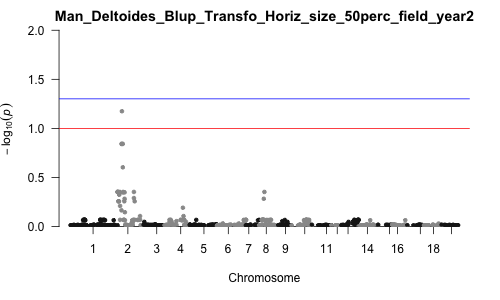 Man_Deltoides_Blup_Transfo_Horiz_size_50perc_field_year2
2.0
1.5
1.0
0.5
0.0
− log10(p)
1 2 3 4 5 6 7 8 9 11 14 16 18
Chromosome